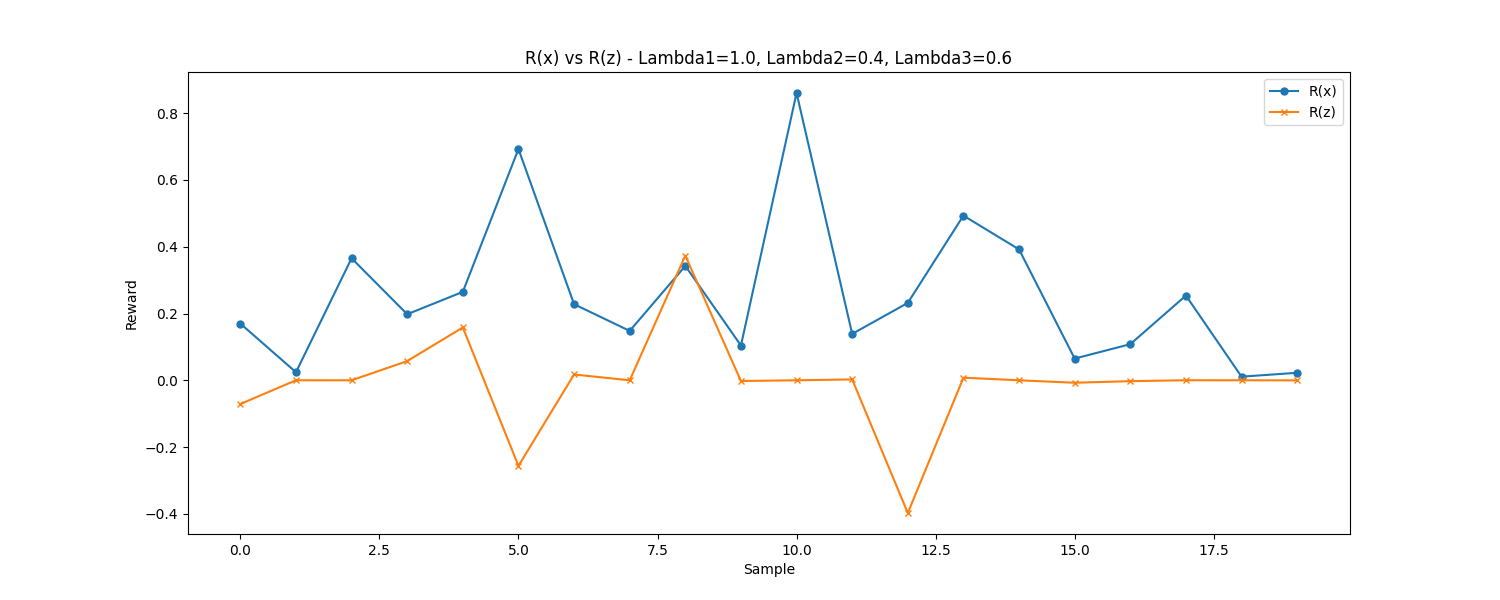 R(x) vs R(z) - Lambda1=1.0, Lambda2=0.4, Lambda3=0.6
R(x)
R(z)
Reward
0.8
0.6
0.4
0.2
0.0
−0.2
−0.4
0.0 2.5 5.0 7.5 10.0 12.5 15.0 17.5
Sample